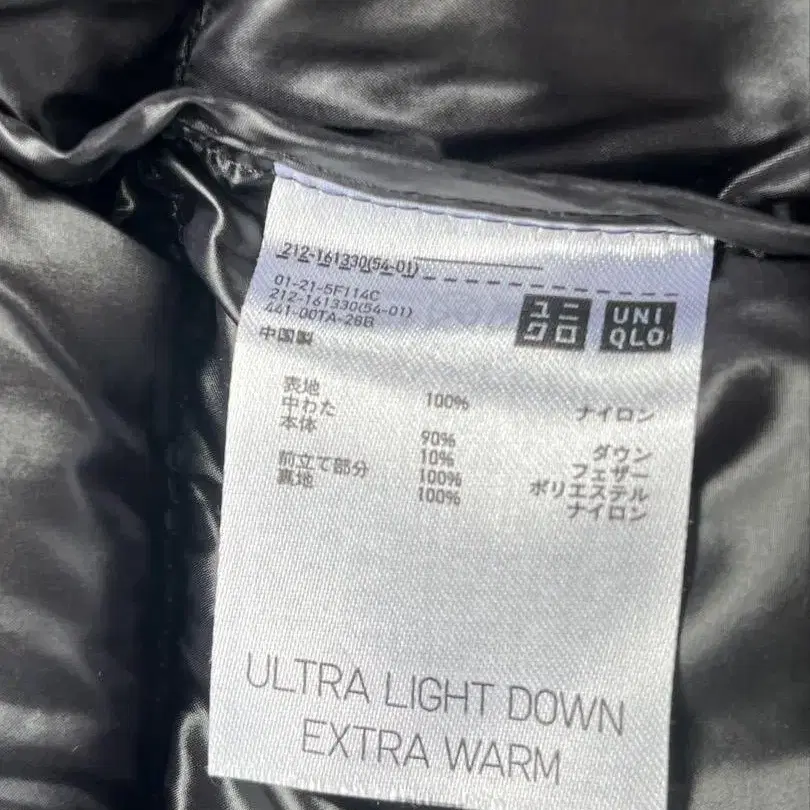 212-161330(54-01)
01-21-5F114C
212-161330(54-01)
441-00TA-28B
中国製
ユニ
クロ
UNI
QLO
表地 100% ナイロン
中わた
本体 90% ダウン
10% フェザー
前立て部分 100% ポリエステル
裏地 100% ナイロン
ULTRA LIGHT DOWN
EXTRA WARM